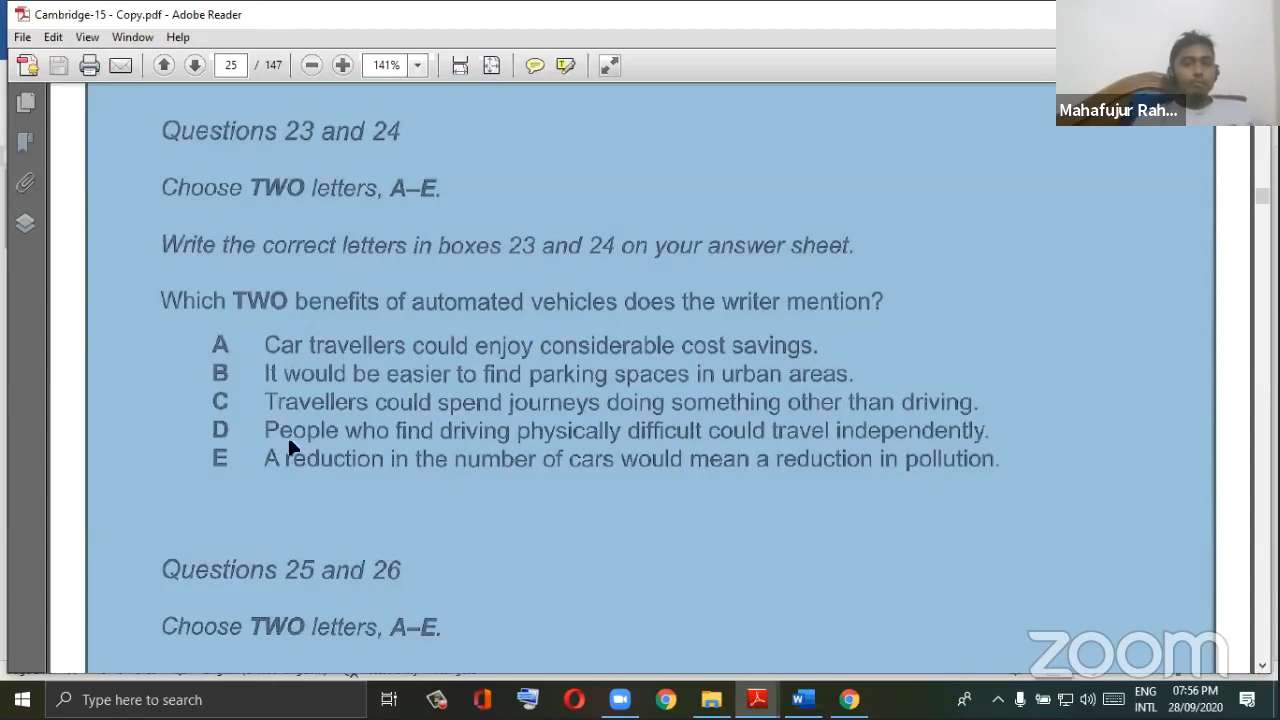 Cambridge-15 - Copy.pdf - Adobe Reader
File Edit View Window Help
25 / 147 141%
Mahafujur Rah...
Questions 23 and 24
Choose TWO letters, A–E.
Write the correct letters in boxes 23 and 24 on your answer sheet.
Which TWO benefits of automated vehicles does the writer mention?
A Car travellers could enjoy considerable cost savings.
B It would be easier to find parking spaces in urban areas.
C Travellers could spend journeys doing something other than driving.
D People who find driving physically difficult could travel independently.
E A reduction in the number of cars would mean a reduction in pollution.
Questions 25 and 26
Choose TWO letters, A–E.
zoom
Type here to search
ENG 07:56 PM
INTL 28/09/2020